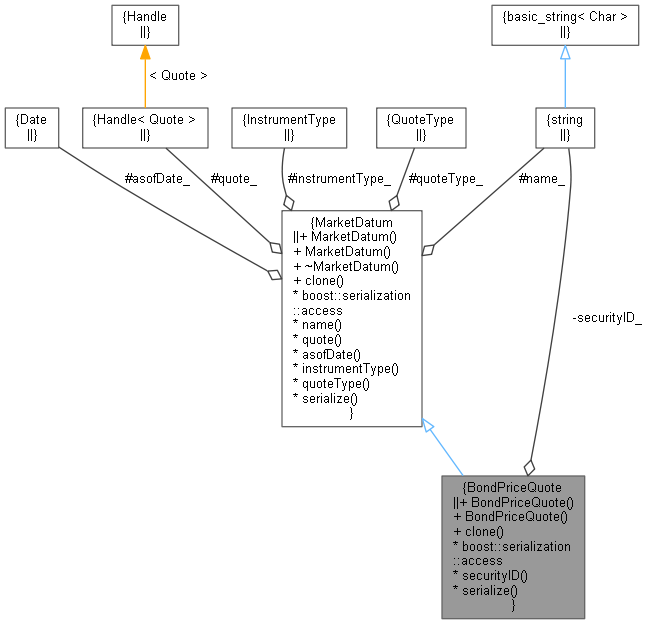 {Handle
||}
{basic_string< Char >
||}
< Quote >
{Date
||}
{Handle< Quote >
||}
{InstrumentType
||}
{QuoteType
||}
{string
||}
#asofDate_
#quote_
#instrumentType_
#quoteType_
#name_
{MarketDatum
||+ MarketDatum()
+ MarketDatum()
+ ~MarketDatum()
+ clone()
* boost::serialization
::access
* name()
* quote()
* asofDate()
* instrumentType()
* quoteType()
* serialize()
}
-securityID_
{BondPriceQuote
||+ BondPriceQuote()
+ BondPriceQuote()
+ clone()
* boost::serialization
::access
* securityID()
* serialize()
}